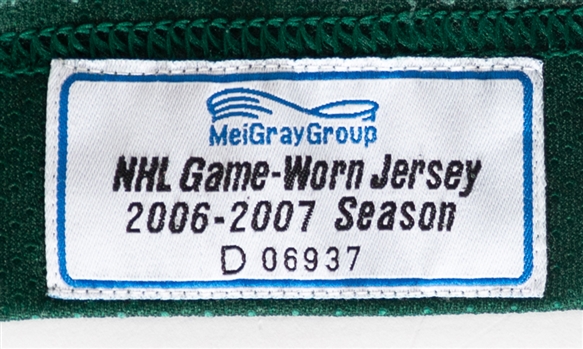 MeiGrayGroup
NHL Game-Worn Jersey
2006-2007 Season
D 06937